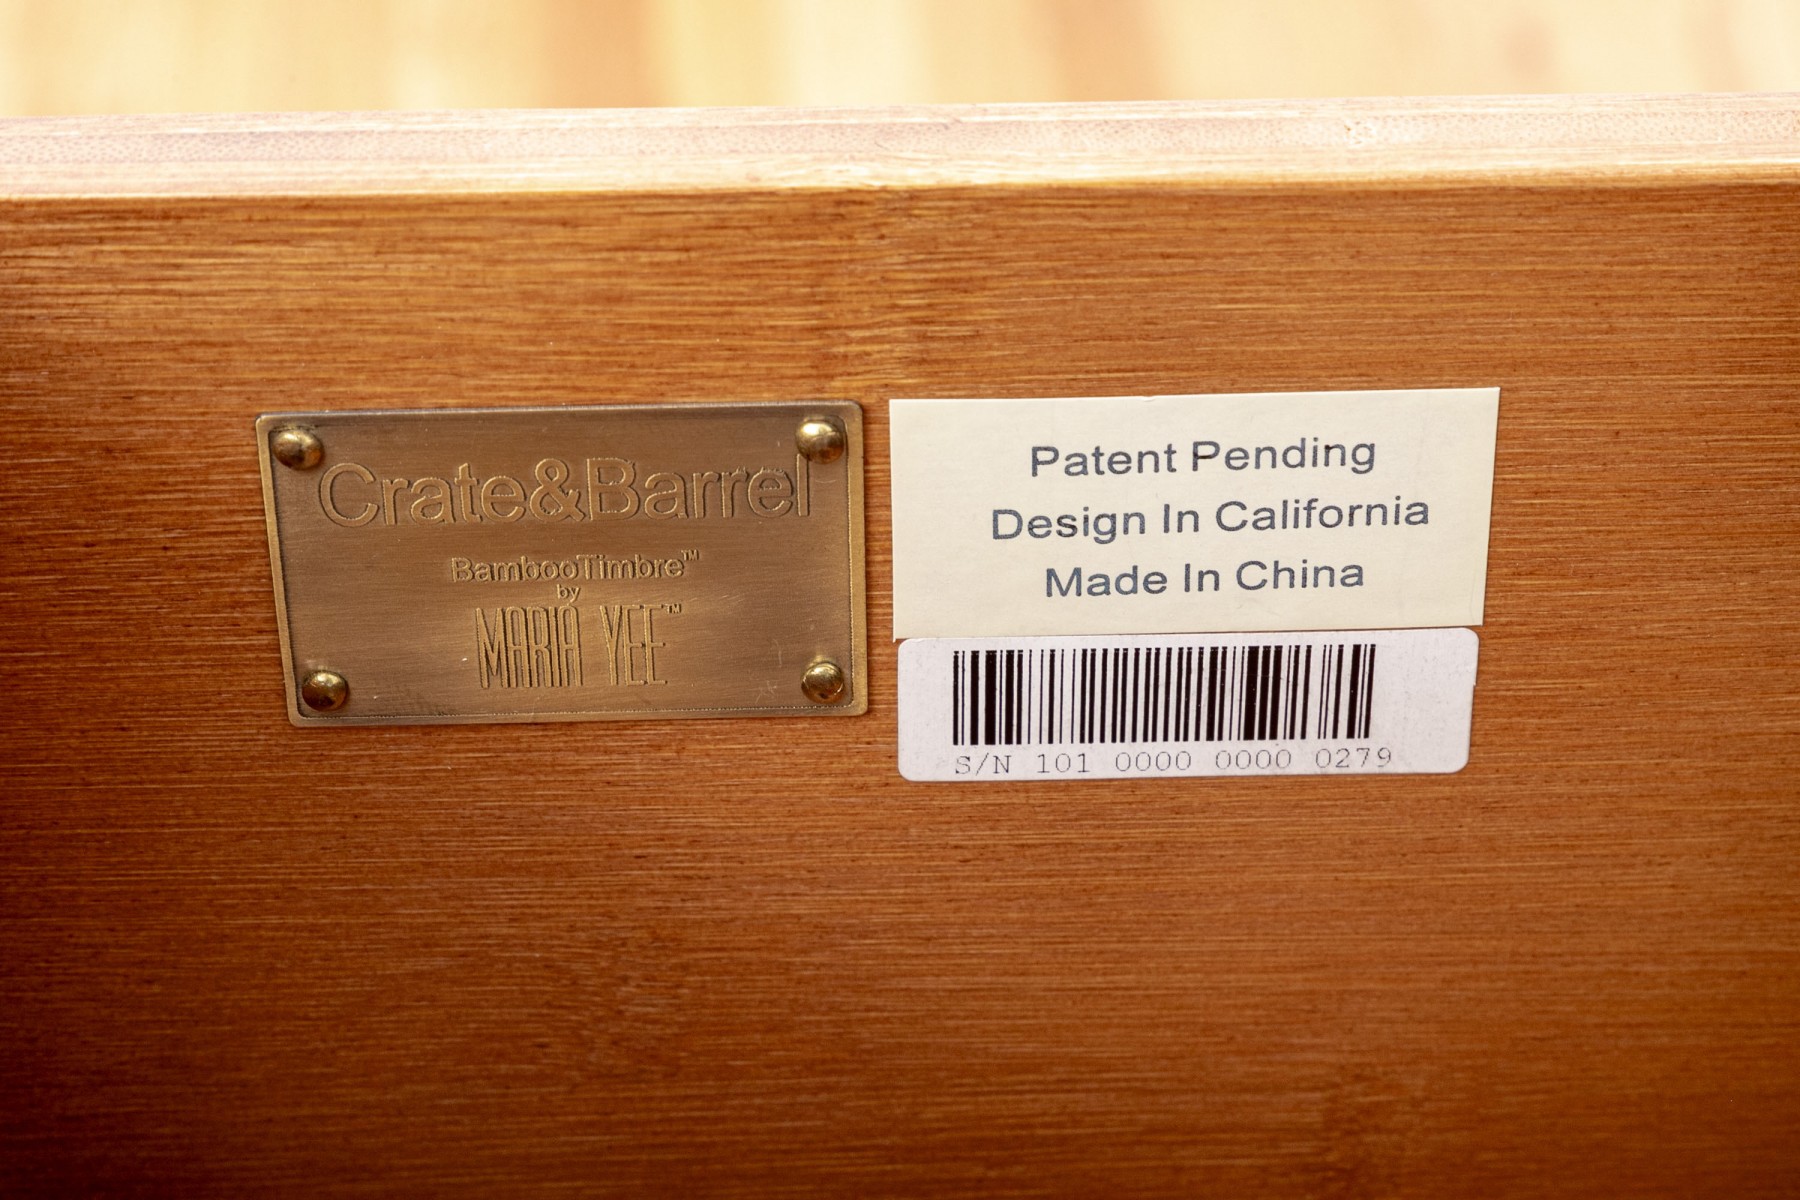 Crate&Barrel
BambooTimbre™
by
MARIA YEE™
Patent Pending
Design In California
Made In China
S/N 101 0000 0000 0279